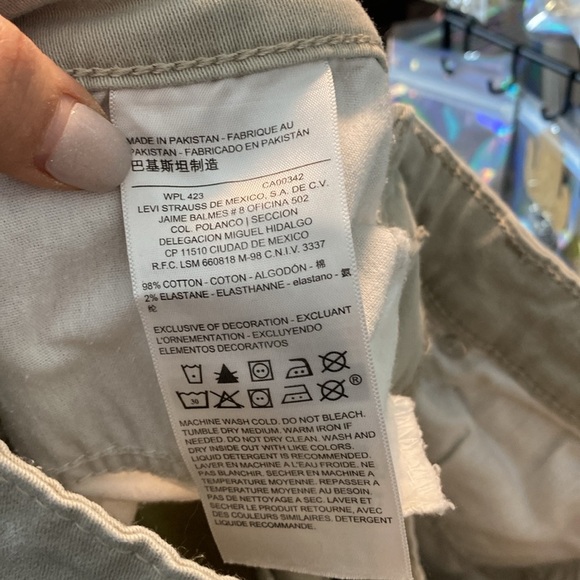 MADE IN PAKISTAN - FABRIQUE AU
PAKISTAN - FABRICADO EN PAKISTÁN
巴基斯坦制造
WPL 423 CA00342
LEVI STRAUSS DE MEXICO, S.A. DE C.V.
JAIME BALMES # 8 OFICINA 502
COL. POLANCO | SECCION
DELEGACION MIGUEL HIDALGO
CP 11510 CIUDAD DE MEXICO
R.F.C. LSM 660818 M-98 C.N.V. 3337
98% COTTON - COTON - ALGODÓN - 棉
2% ELASTANE - ELASTHANNE - elastano - 氨
纶
EXCLUSIVE OF DECORATION - EXCLUANT
L'ORNEMENTATION - EXCLUYENDO
ELEMENTOS DECORATIVOS
30
®
MACHINE WASH COLD. DO NOT BLEACH.
TUMBLE DRY MEDIUM. WARM IRON IF
NEEDED. DO NOT DRY CLEAN. WASH AND
DRY INSIDE OUT WITH LIKE COLORS.
LIQUID DETERGENT IS RECOMMENDED.
LAVER EN MACHINE A L'EAU FROIDE. NE
PAS BLANCHIR. SECHER EN MACHINE A
TEMPERATURE MOYENNE. REPASSER A
TEMPERATURE MOYENNE AU BESOIN.
PAS DE NETTOYAGE A SEC. LAVER ET
SECHER LE PRODUIT RETOURNE, AVEC
DES COULEURS SIMILAIRES. DETERGENT
LIQUIDE RECOMMANDE.